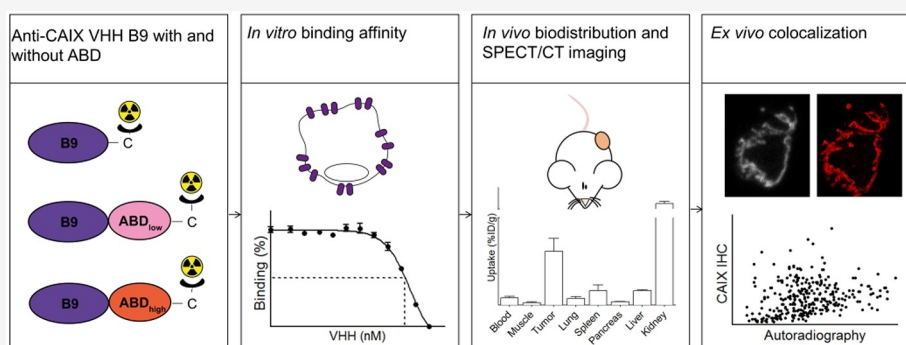 Anti-CAIX VHH B9 with and
without ABD
B9
C
B9
ABDlow
C
B9
ABDhigh
C
In vitro binding affinity
Binding (%)
VHH (nM)
In vivo biodistribution and
SPECT/CT imaging
Uptake (%ID/g)
Blood
Muscle
Tumor
Lung
Spleen
Pancreas
Liver
Kidney
Ex vivo colocalization
CAIX IHC
Autoradiography